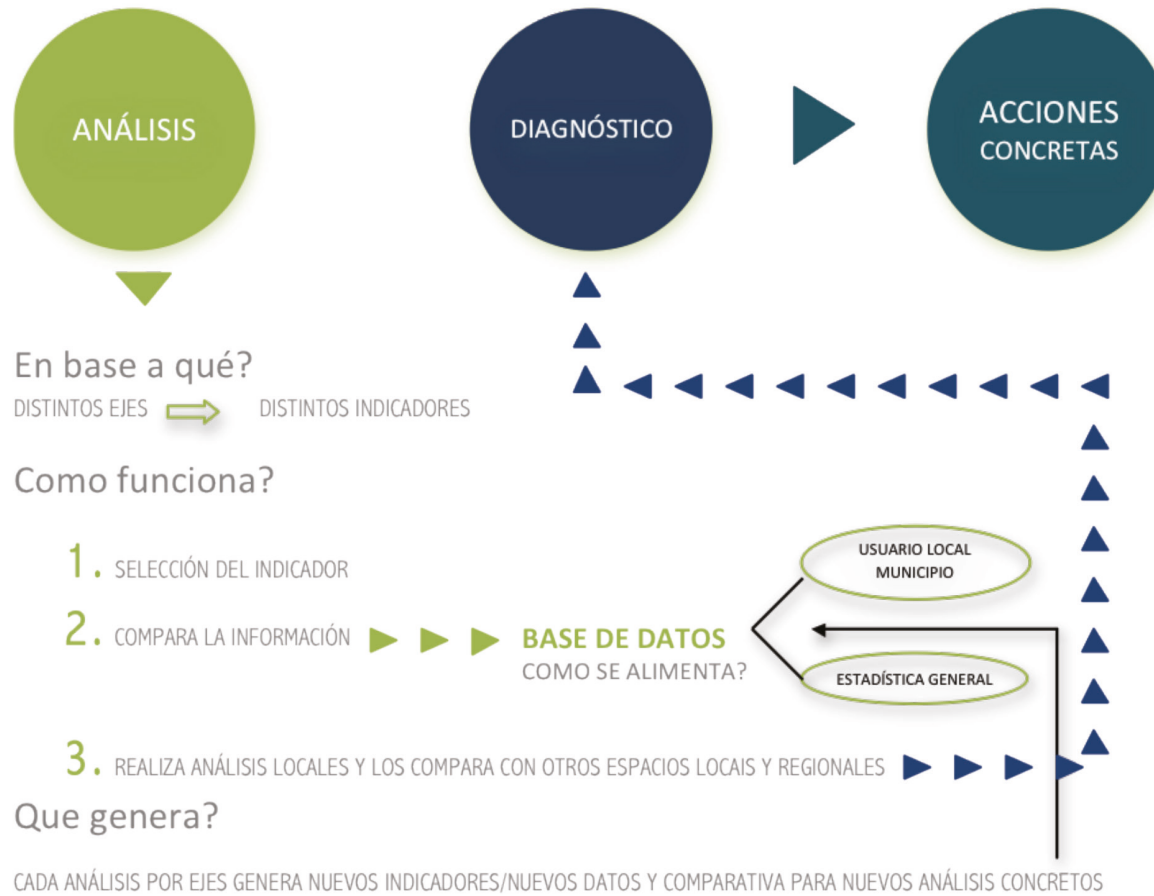 ANÁLISIS
DIAGNÓSTICO
ACCIONES
CONCRETAS
En base a qué?
DISTINTOS EJES
DISTINTOS INDICADORES
Como funciona?
1. SELECCIÓN DEL INDICADOR
USUARIO LOCAL
MUNICIPIO
2. COMPARA LA INFORMACIÓN
BASE DE DATOS
COMO SE ALIMENTA?
ESTADÍSTICA GENERAL
3. REALIZA ANÁLISIS LOCALES Y LOS COMPARA CON OTROS ESPACIOS LOCAIS Y REGIONALES
Que genera?
CADA ANÁLISIS POR EJES GENERA NUEVOS INDICADORES/NUEVOS DATOS Y COMPARATIVA PARA NUEVOS ANÁLISIS CONCRETOS